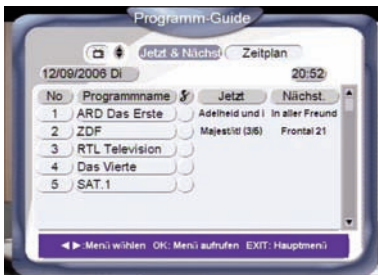 Programm-Guide
Jetzt & Nächst Zeitplan
12/09/2006 Di 20:52
No Programmname $ Jetzt Nächst.
1 ARD Das Erste Adelheid und i In aller Freund
2 ZDF Majestät! (3/6) Frontal 21
3 RTL Television
4 Das Vierte
5 SAT.1
◄ ►:Menü wählen OK: Menü aufrufen EXIT: Hauptmenü